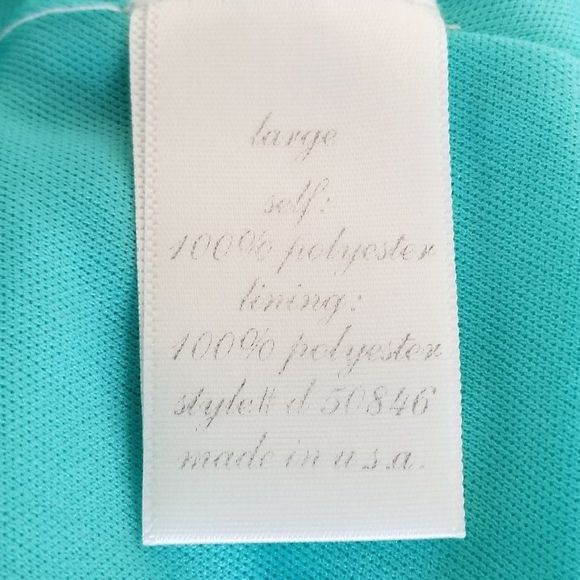 large
self:
100% polyester
lining:
100% polyester
style# d 50846
made in u.s.a.